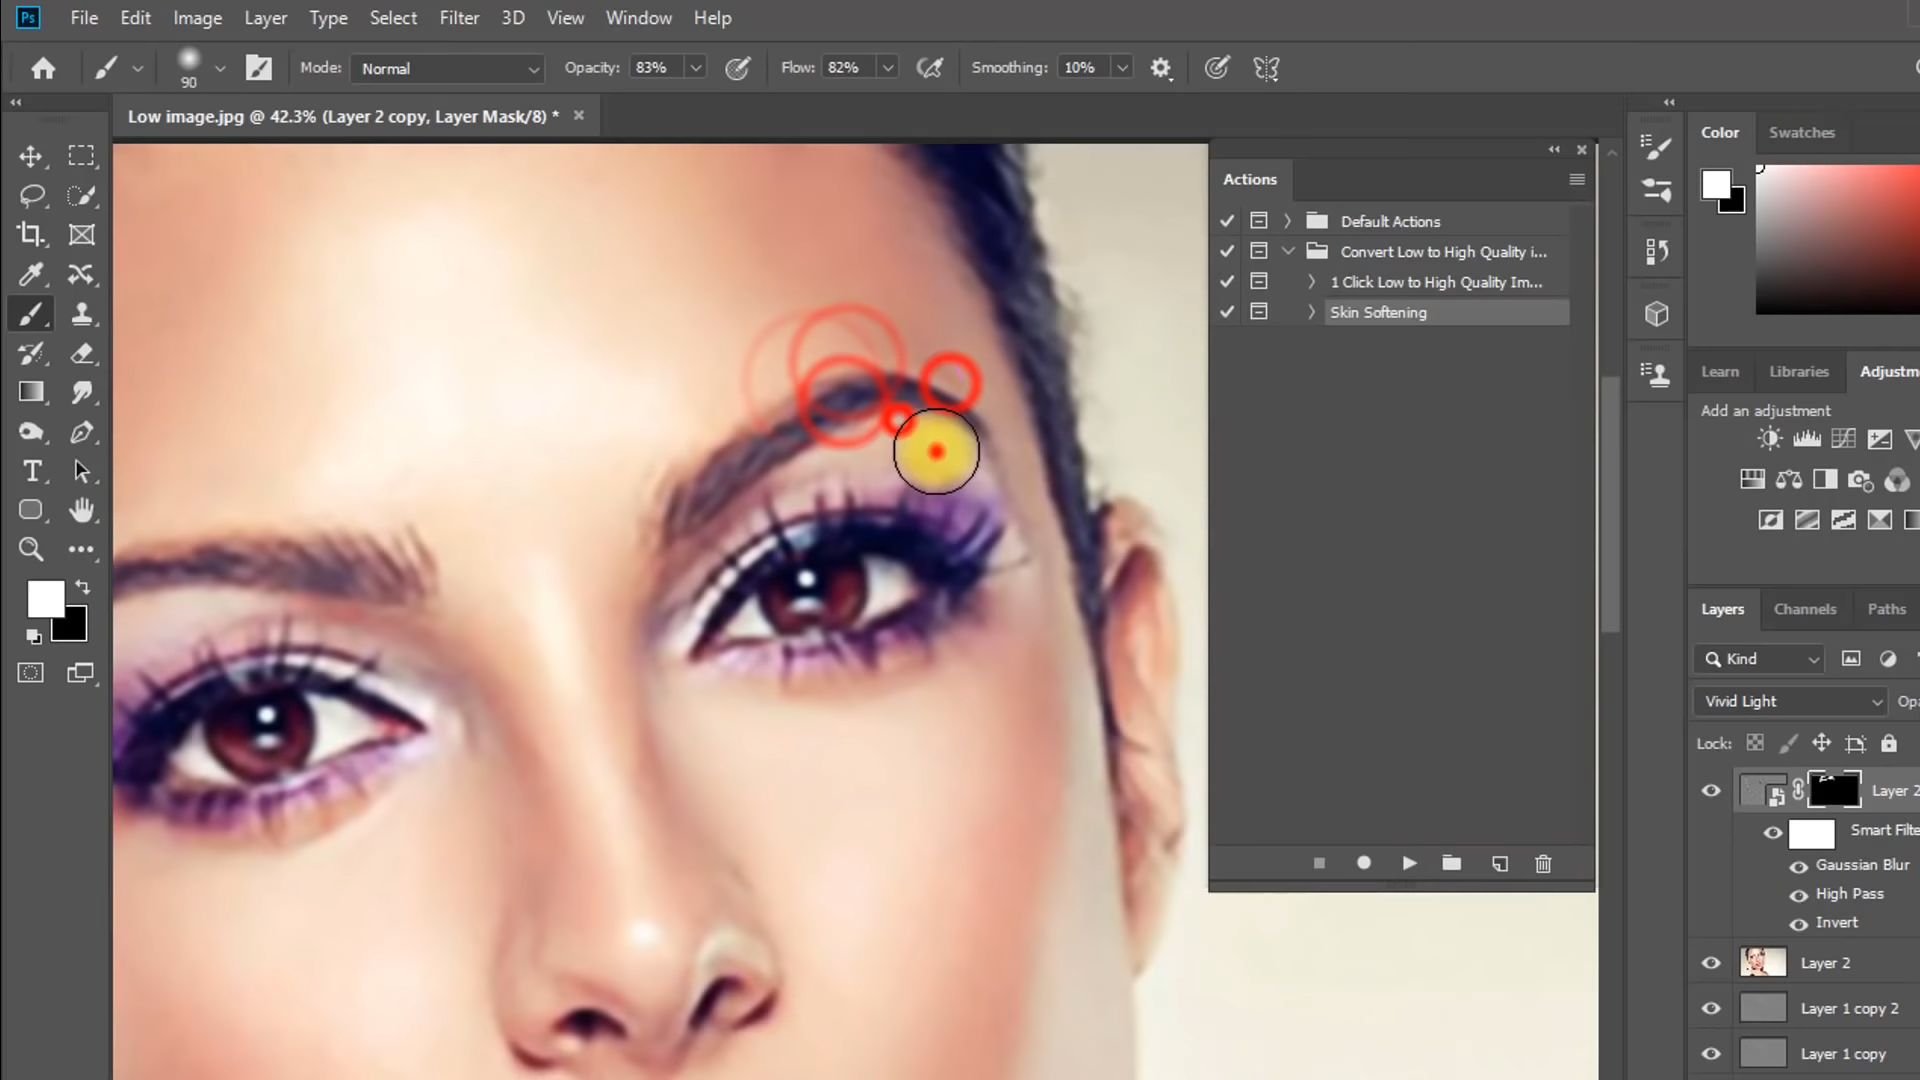 Ps File Edit Image Layer Type Select Filter 3D View Window Help
90 Mode: Normal Opacity: 83% Flow: 82% Smoothing: 10%
Low image.jpg @ 42.3% (Layer 2 copy, Layer Mask/8) *
Actions
Default Actions
Convert Low to High Quality i...
1 Click Low to High Quality Im...
Skin Softening
Color Swatches
Learn Libraries Adjustm
Add an adjustment
Layers Channels Paths
Kind
Vivid Light Opa
Lock:
Layer 2
Smart Filte
Gaussian Blur
High Pass
Invert
Layer 2
Layer 1 copy 2
Layer 1 copy